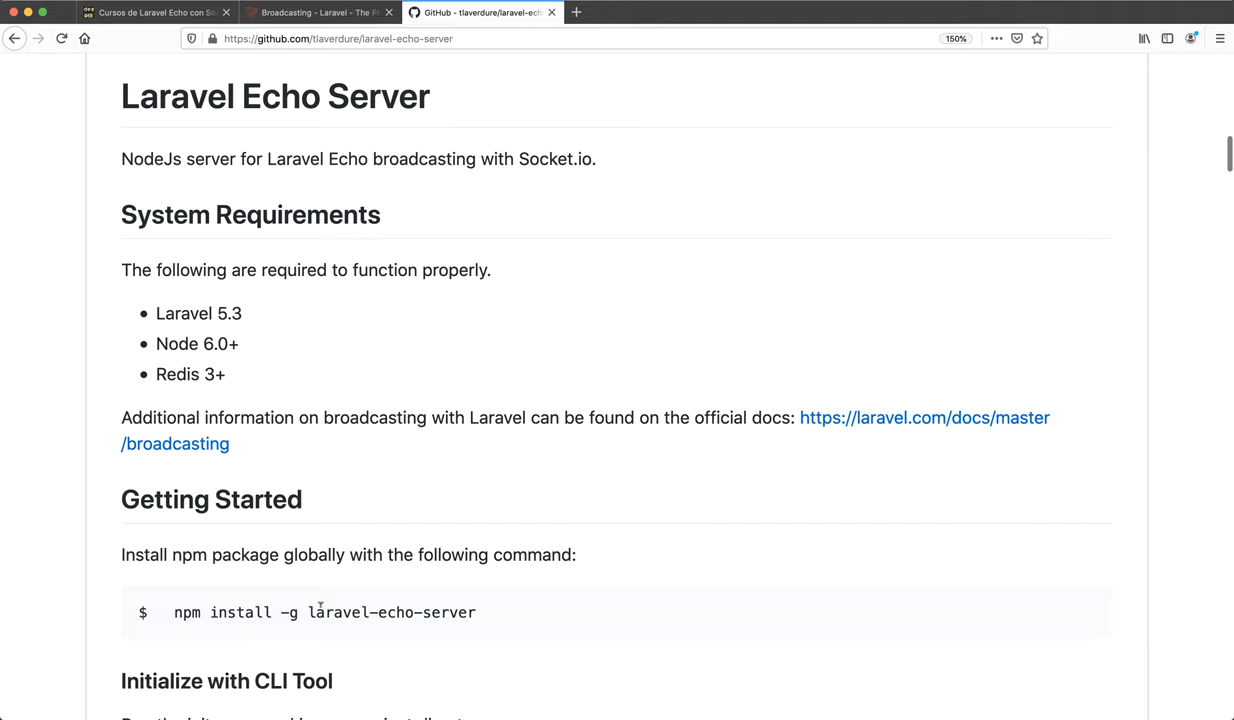 Cursos de Laravel Echo con So
Broadcasting - Laravel - The P
GitHub - tlaverdure/laravel-ech
https://github.com/tlaverdure/laravel-echo-server
150%
Laravel Echo Server
NodeJs server for Laravel Echo broadcasting with Socket.io.
System Requirements
The following are required to function properly.
• Laravel 5.3
• Node 6.0+
• Redis 3+
Additional information on broadcasting with Laravel can be found on the official docs: https://laravel.com/docs/master
/broadcasting
Getting Started
Install npm package globally with the following command:
$ npm install -g laravel-echo-server
Initialize with CLI Tool